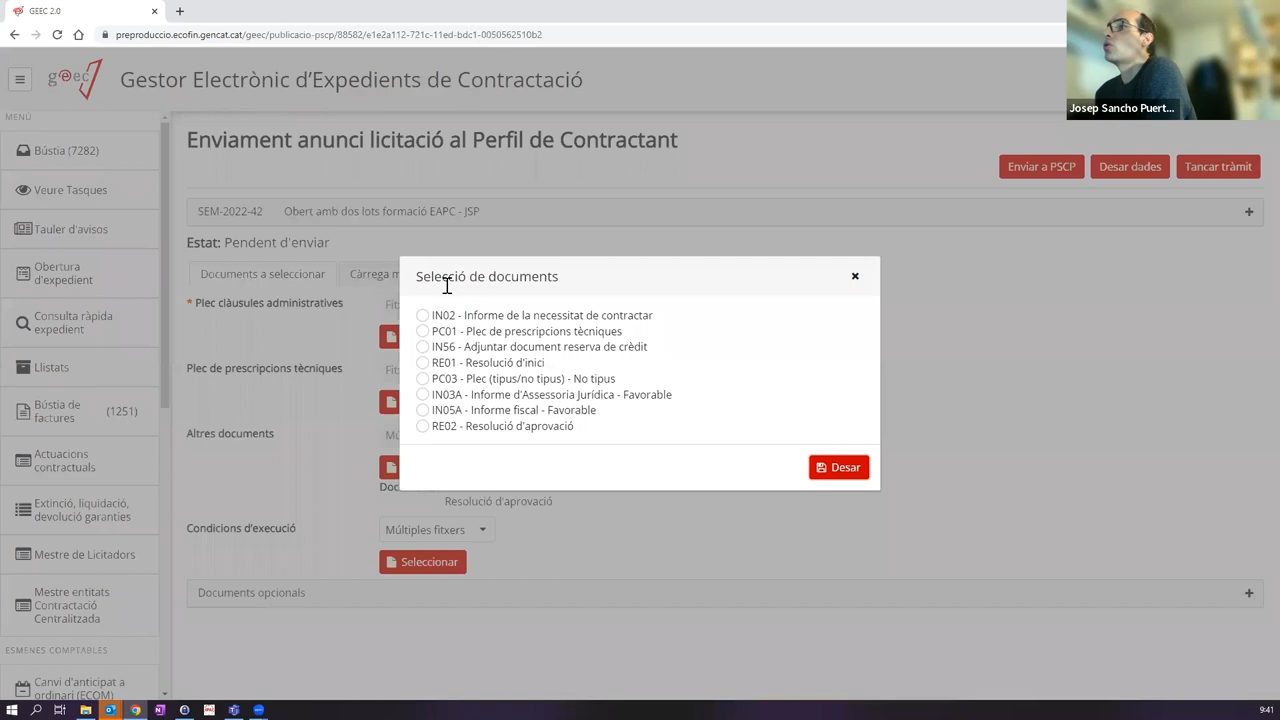 GEEC 2.0
preproduccio.ecofin.gencat.cat/geec/publicacio-pscp/88582/e1e2a112-721c-11ed-bdc1-0050562510b2
Josep Sancho Puert...
geec
Gestor Electrònic d'Expedients de Contractació
MENÚ
Bústia (7282)
Veure Tasques
Tauler d'avisos
Obertura
d'expedient
Consulta ràpida
expedient
Llistats
Bústia de
factures
(1251)
Actuacions
contractuals
Extinció, liquidació,
devolució garanties
Mestre de Licitadors
Mestre entitats
Contractació
Centralitzada
ESMENES COMPTABLES
Canvi d'anticipat a
ordinari (ECOM)
Enviament anunci licitació al Perfil de Contractant
Enviar a PSCP
Desar dades
Tancar tràmit
SEM-2022-42 Obert amb dos lots formació EAPC - JSP
Estat: Pendent d'enviar
Documents a seleccionar
Càrrega m
* Plec clàusules administratives
Fit
Plec de prescripcions tècniques
Fit
Altres documents
Mú
Doc
Resolució d'aprovació
Condicions d'execució
Múltiples fitxers
Seleccionar
Documents opcionals
Selecció de documents
IN02 - Informe de la necessitat de contractar
PC01 - Plec de prescripcions tècniques
IN56 - Adjuntar document reserva de crèdit
RE01 - Resolució d'inici
PC03 - Plec (tipus/no tipus) - No tipus
IN03A - Informe d'Assessoria Jurídica - Favorable
IN05A - Informe fiscal - Favorable
RE02 - Resolució d'aprovació
Desar
9:41